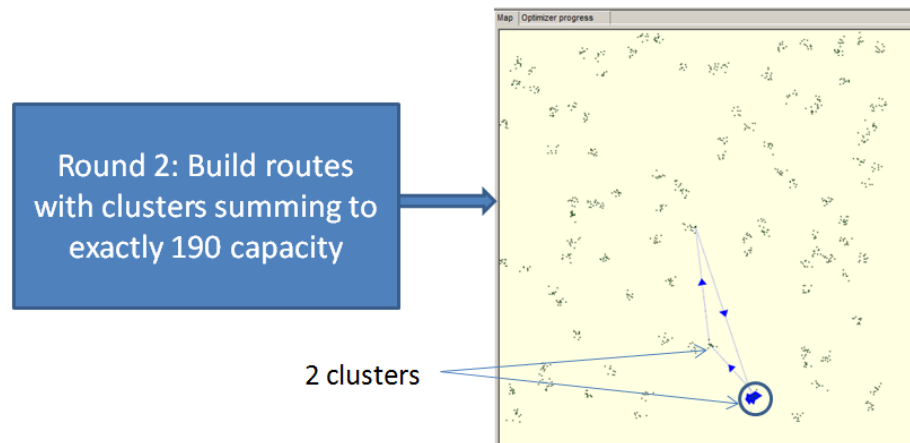 Map
Optimizer progress
Round 2: Build routes
with clusters summing to
exactly 190 capacity
2 clusters